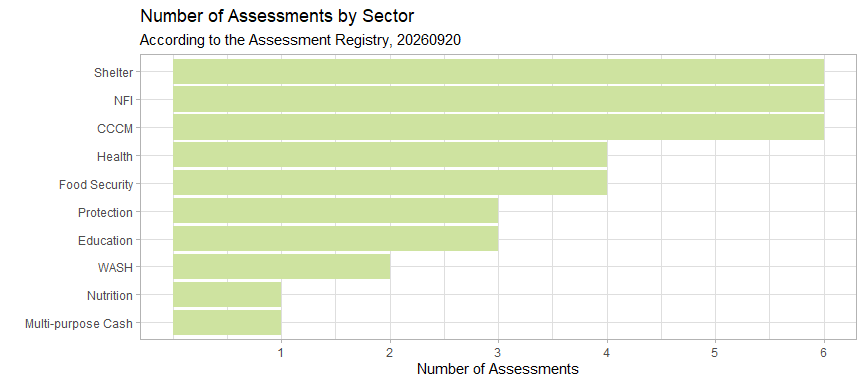 Number of Assessments by Sector
According to the Assessment Registry, 20260920
Shelter
NFI
CCCM
Health
Food Security
Protection
Education
WASH
Nutrition
Multi-purpose Cash
1 2 3 4 5 6
Number of Assessments